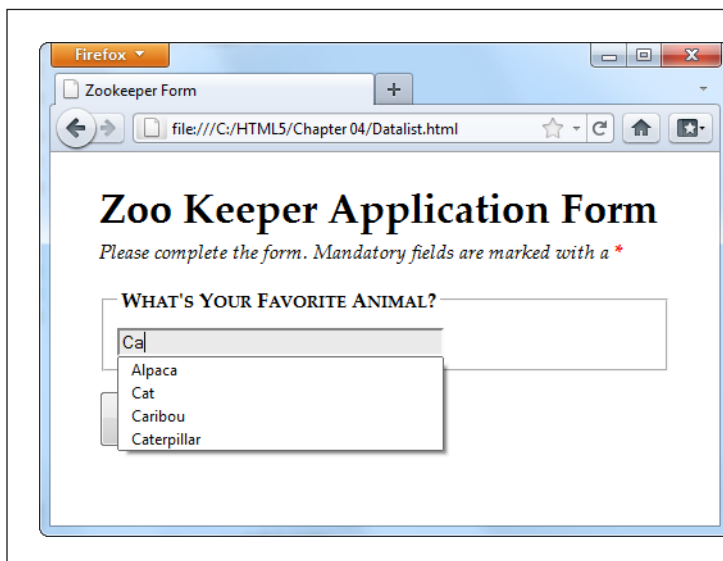 Firefox
Zookeeper Form
file:///C:/HTML5/Chapter 04/Datalist.html
Zoo Keeper Application Form
Please complete the form. Mandatory fields are marked with a *
WHAT'S YOUR FAVORITE ANIMAL?
Ca
Alpaca
Cat
Caribou
Caterpillar